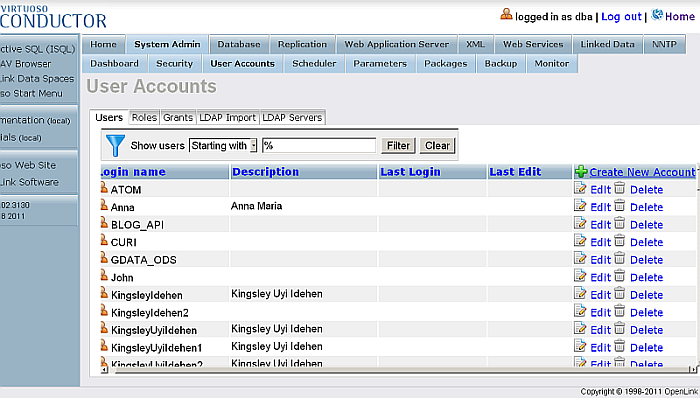 VIRTUOSO
CONDUCTOR
logged in as dba | Log out | Home
ctive SQL (ISQL)
AV Browser
Link Data Spaces
so Start Menu
mentation (local)
ials (local)
oso Web Site
Link Software
02.3130
8 2011
Home System Admin Database Replication Web Application Server XML Web Services Linked Data NNTP
Dashboard Security User Accounts Scheduler Parameters Packages Backup Monitor
User Accounts
Users Roles Grants LDAP Import LDAP Servers
Show users Starting with % Filter Clear
Login name Description Last Login Last Edit Create New Account
ATOM Edit Delete
Anna Anna Maria Edit Delete
BLOG_API Edit Delete
CURI Edit Delete
GDATA_ODS Edit Delete
John Edit Delete
KingsleyIdehen Kingsley Uyi Idehen Edit Delete
KingsleyIdehen2 Edit Delete
KingsleyUyiIdehen Kingsley Uyi Idehen Edit Delete
KingsleyUyiIdehen1 Kingsley Uyi Idehen Edit Delete
KingsleyUyiIdehen2 Kingsley Uyi Idehen Edit Delete
Copyright © 1998-2011 OpenLink